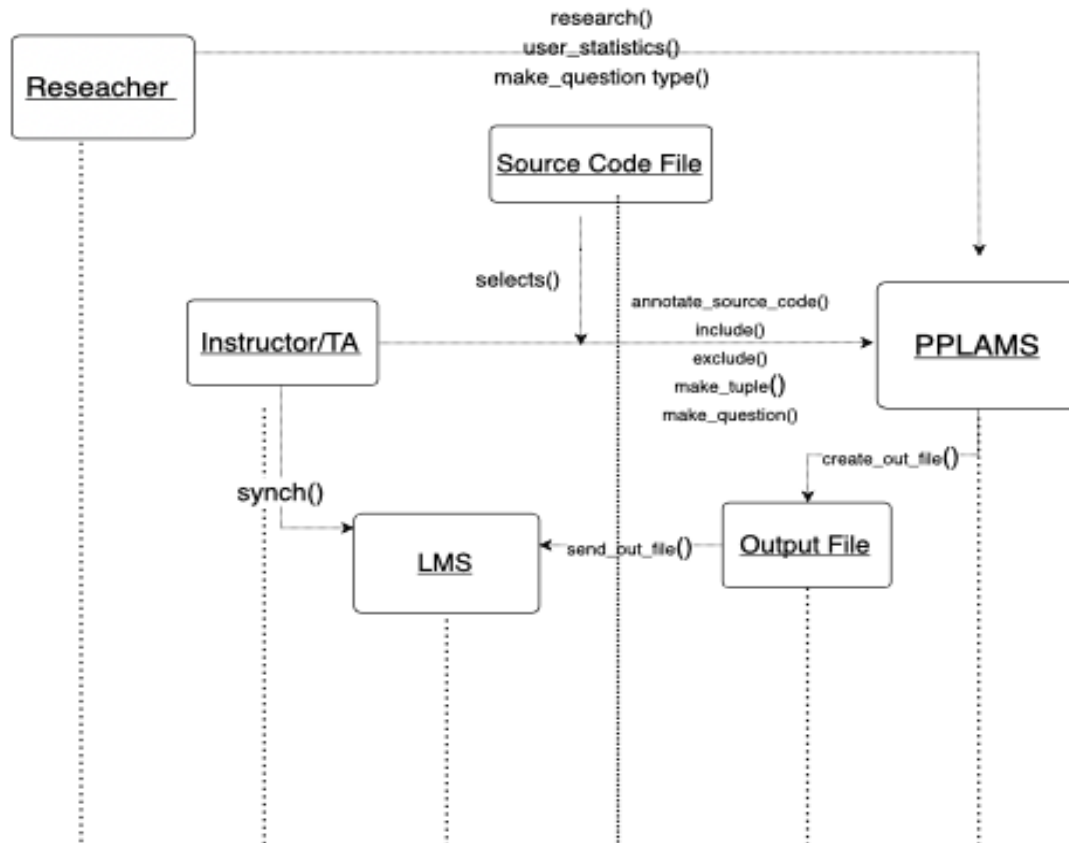 research()
user_statistics()
make_question type()
Reseacher
Source Code File
selects()
annotate_source_code()
include()
exclude()
make_tuple()
make_question()
Instructor/TA
PPLAMS
create_out_file()
synch()
LMS
send_out_file()
Output File